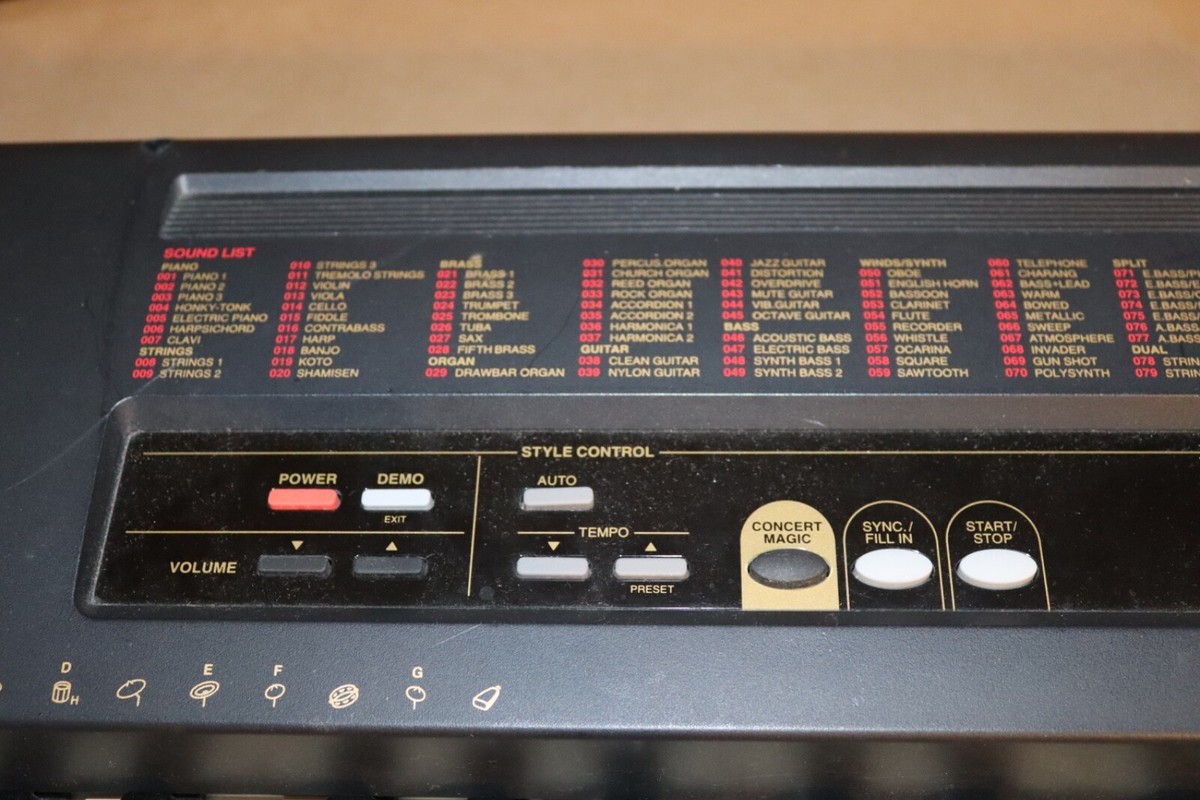 SOUND LIST
PIANO
001 PIANO 1
002 PIANO 2
003 PIANO 3
004 HONKY-TONK
005 ELECTRIC PIANO
006 HARPSICHORD
007 CLAVI
STRINGS
008 STRINGS 1
009 STRINGS 2
010 STRINGS 3
011 TREMOLO STRINGS
012 VIOLIN
013 VIOLA
014 CELLO
015 FIDDLE
016 CONTRABASS
017 HARP
018 BANJO
019 KOTO
020 SHAMISEN
BRASS
021 BRASS 1
022 BRASS 2
023 BRASS 3
024 TRUMPET
025 TROMBONE
026 TUBA
027 SAX
028 FIFTH BRASS
ORGAN
029 DRAWBAR ORGAN
030 PERCUS ORGAN
031 CHURCH ORGAN
032 REED ORGAN
033 ROCK ORGAN
034 ACCORDION 1
035 ACCORDION 2
036 HARMONICA 1
037 HARMONICA 2
GUITAR
038 CLEAN GUITAR
039 NYLON GUITAR
040 JAZZ GUITAR
041 DISTORTION
042 OVERDRIVE
043 MUTE GUITAR
044 VIB.GUITAR
045 OCTAVE GUITAR
BASS
046 ACOUSTIC BASS
047 ELECTRIC BASS
048 SYNTH BASS 1
049 SYNTH BASS 2
WINDS/SYNTH
050 OBOE
051 ENGLISH HORN
052 BASSOON
053 CLARINET
054 FLUTE
055 RECORDER
056 WHISTLE
057 OCARINA
058 SQUARE
059 SAWTOOTH
060 TELEPHONE
061 CHARANG
062 BASS+LEAD
063 WARM
064 BOWED
065 METALLIC
066 SWEEP
067 ATMOSPHERE
068 INVADER
069 GUN SHOT
070 POLYSYNTH
SPLIT
071 E.BASS/
072 E.BASS/
073 E.BASS/
074 E.BASS/
075 E.BASS/
076 A.BASS/
077 A.BASS/
DUAL
078
079
STYLE CONTROL
POWER DEMO AUTO
EXIT
TEMPO
CONCERT MAGIC
SYNC./ FILL IN
START/ STOP
VOLUME
PRESET
D H E F G